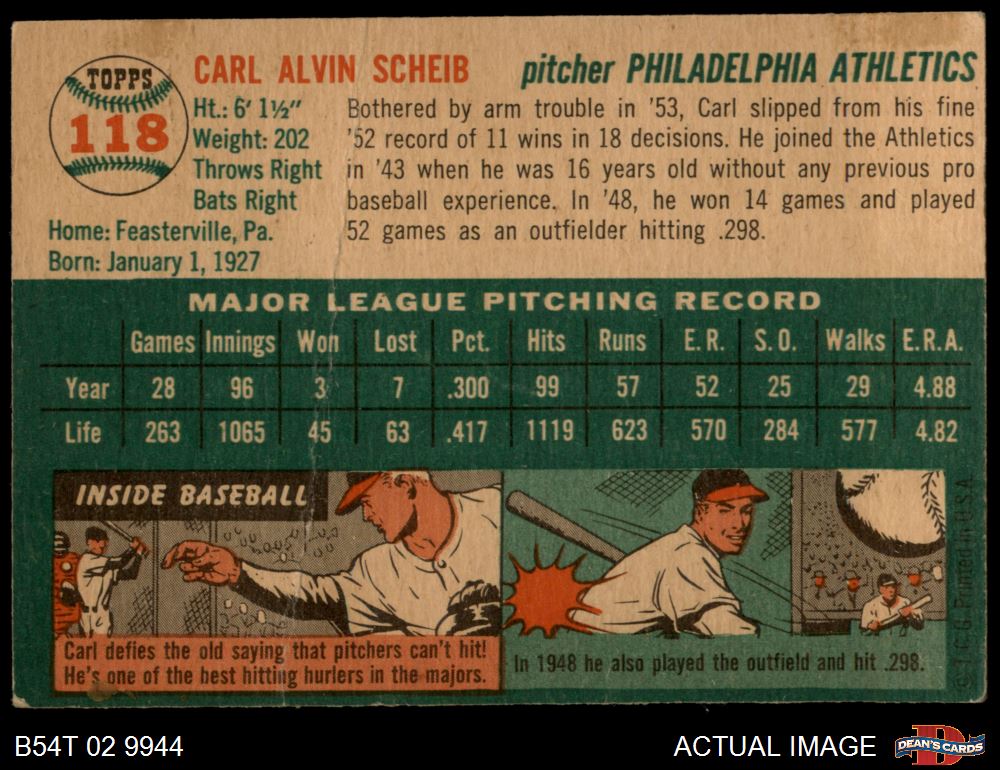 TOPPS
118
CARL ALVIN SCHEIB
pitcher PHILADELPHIA ATHLETICS
Ht.: 6' 1½"
Weight: 202
Throws Right
Bats Right
Home: Feasterville, Pa.
Born: January 1, 1927
Bothered by arm trouble in '53, Carl slipped from his fine
'52 record of 11 wins in 18 decisions. He joined the Athletics
in '43 when he was 16 years old without any previous pro
baseball experience. In '48, he won 14 games and played
52 games as an outfielder hitting .298.
MAJOR LEAGUE PITCHING RECORD
Games Innings Won Lost Pct. Hits Runs E.R. S.O. Walks E.R.A.
Year 28 96 3 7 .300 99 57 52 25 29 4.88
Life 263 1065 45 63 .417 1119 623 570 284 577 4.82
INSIDE BASEBALL
Carl defies the old saying that pitchers can't hit!
He's one of the best hitting hurlers in the majors.
In 1948 he also played the outfield and hit .298.
© T.C.G. Printed in U.S.A.
B54T 02 9944
ACTUAL IMAGE
D
DEAN'S CARDS